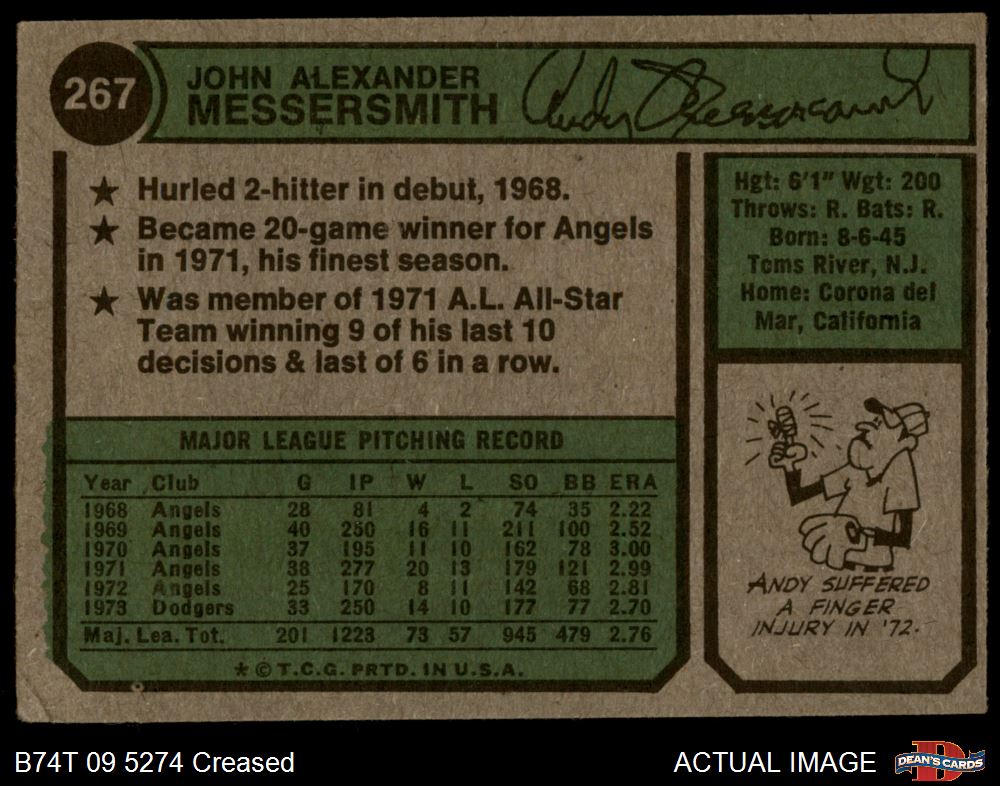 267
JOHN ALEXANDER
MESSERSMITH
Andy Messersmith
★ Hurled 2-hitter in debut, 1968.
★ Became 20-game winner for Angels
in 1971, his finest season.
★ Was member of 1971 A.L. All-Star
Team winning 9 of his last 10
decisions & last of 6 in a row.
Hgt: 6'1" Wgt: 200
Throws: R. Bats: R.
Born: 8-6-45
Toms River, N.J.
Home: Corona del
Mar, California
MAJOR LEAGUE PITCHING RECORD
Year Club G IP W L SO BB ERA
1968 Angels 28 81 4 2 74 35 2.22
1969 Angels 40 250 16 11 211 100 2.52
1970 Angels 37 195 11 10 162 78 3.00
1971 Angels 38 277 20 13 179 121 2.99
1972 Angels 25 170 8 11 142 68 2.81
1973 Dodgers 33 250 14 10 177 77 2.70
Maj. Lea. Tot. 201 1223 73 57 945 479 2.76
★ © T.C.G. PRTD. IN U.S.A.
ANDY SUFFERED
A FINGER
INJURY IN '72.
B74T 09 5274 Creased
ACTUAL IMAGE
DEAN'S CARDS